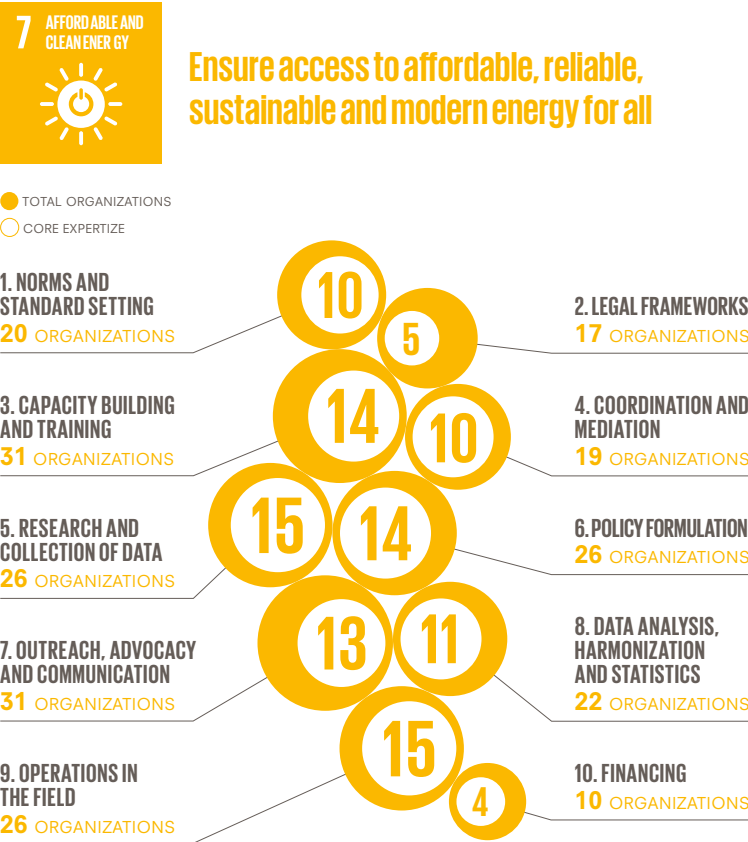 7 AFFORDABLE AND
CLEAN ENER GY
Ensure access to affordable, reliable,
sustainable and modern energy for all
TOTAL ORGANIZATIONS
CORE EXPERTIZE
1. NORMS AND
STANDARD SETTING
20 ORGANIZATIONS
10
2. LEGAL FRAMEWORKS
17 ORGANIZATIONS
5
3. CAPACITY BUILDING
AND TRAINING
31 ORGANIZATIONS
14
4. COORDINATION AND
MEDIATION
19 ORGANIZATIONS
10
5. RESEARCH AND
COLLECTION OF DATA
26 ORGANIZATIONS
15
6. POLICY FORMULATION
26 ORGANIZATIONS
14
7. OUTREACH, ADVOCACY
AND COMMUNICATION
31 ORGANIZATIONS
13
8. DATA ANALYSIS,
HARMONIZATION
AND STATISTICS
22 ORGANIZATIONS
11
9. OPERATIONS IN
THE FIELD
26 ORGANIZATIONS
15
10. FINANCING
10 ORGANIZATIONS
4